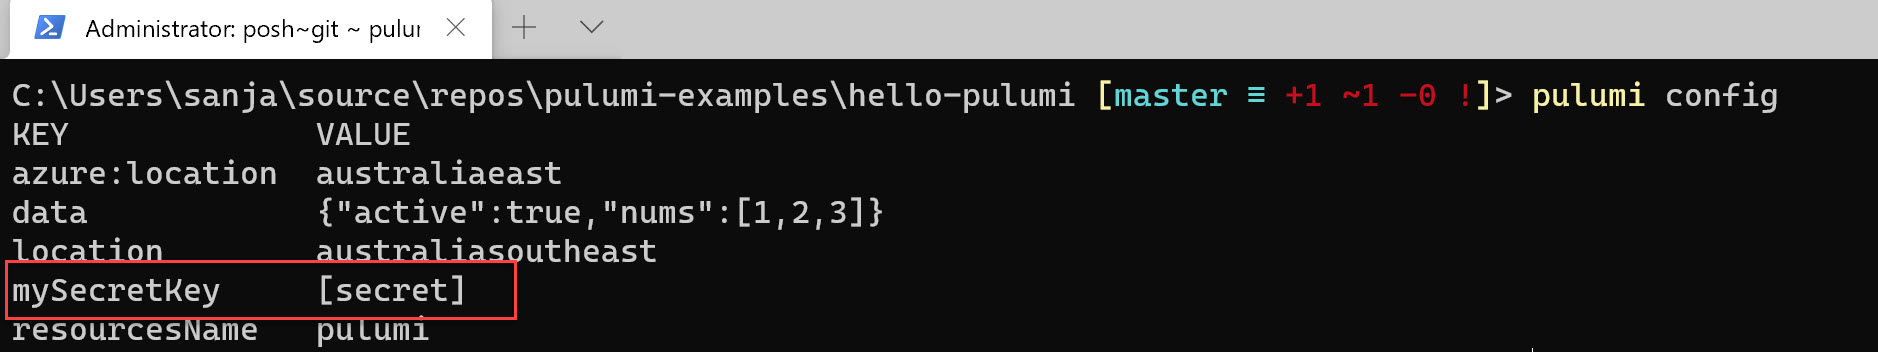 Administrator: posh~git ~ pulur
C:\Users\sanja\source\repos\pulumi-examples\hello-pulumi [master ≡ +1 ~1 -0 !]> pulumi config
KEY VALUE
azure:location australiaeast
data {"active":true,"nums":[1,2,3]}
location australiasoutheast
mySecretKey [secret]
resourcesName pulumi